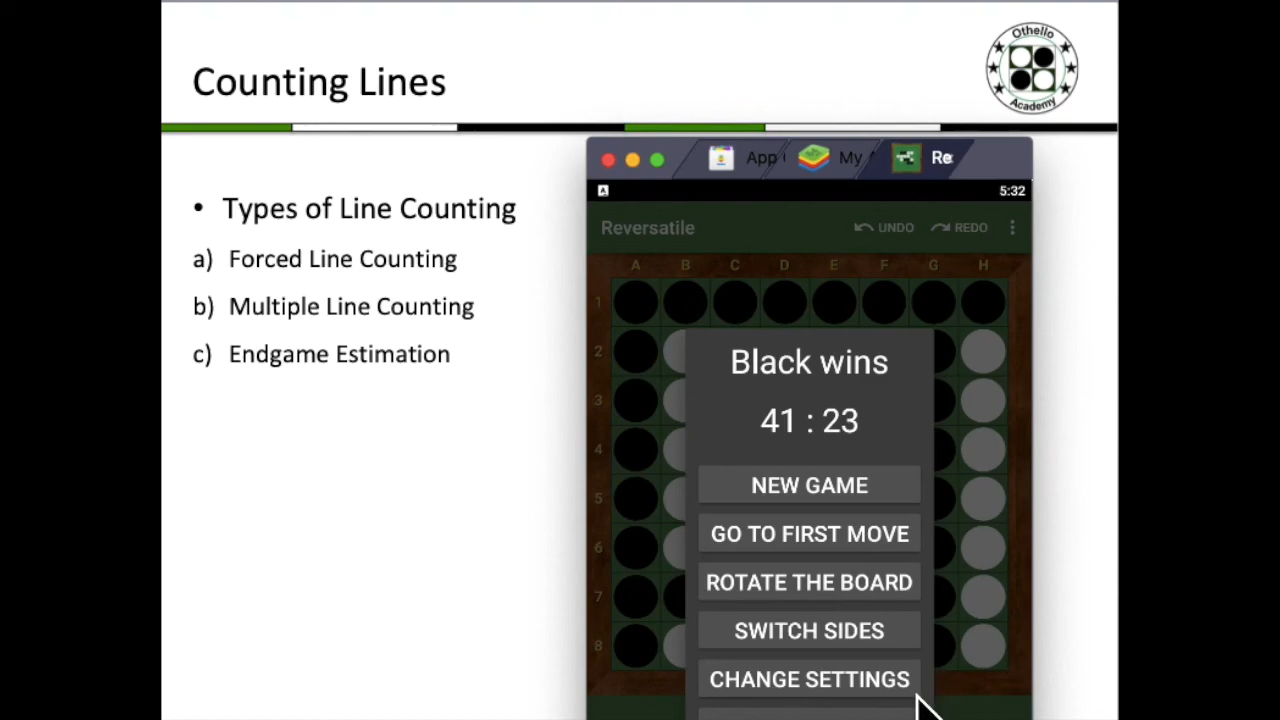 Counting Lines
Othello
Academy
• Types of Line Counting
a) Forced Line Counting
b) Multiple Line Counting
c) Endgame Estimation
App
My
Re
A
5:32
Reversatile
UNDO
REDO
A B C D E F G H
1
2
3
4
5
6
7
8
Black wins
41 : 23
NEW GAME
GO TO FIRST MOVE
ROTATE THE BOARD
SWITCH SIDES
CHANGE SETTINGS